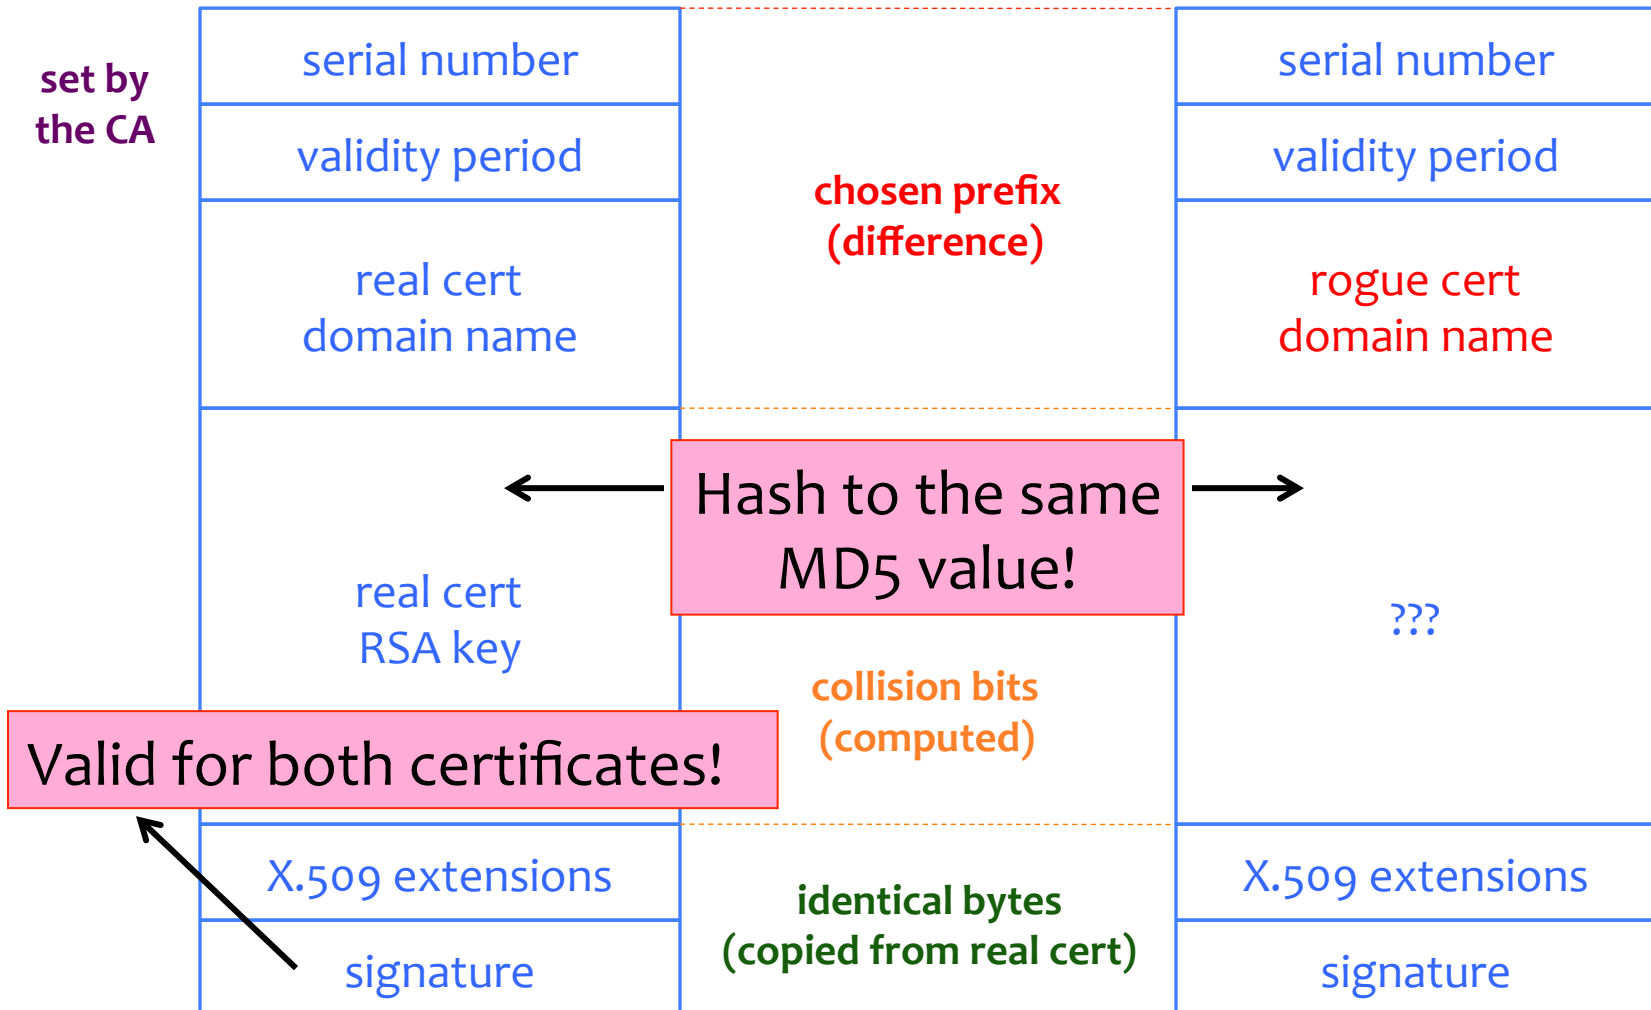 set by
the CA
serial number
validity period
real cert
domain name
real cert
RSA key
X.509 extensions
signature
chosen prefix
(difference)
Hash to the same
MD5 value!
collision bits
(computed)
Valid for both certificates!
identical bytes
(copied from real cert)
serial number
validity period
rogue cert
domain name
???
X.509 extensions
signature